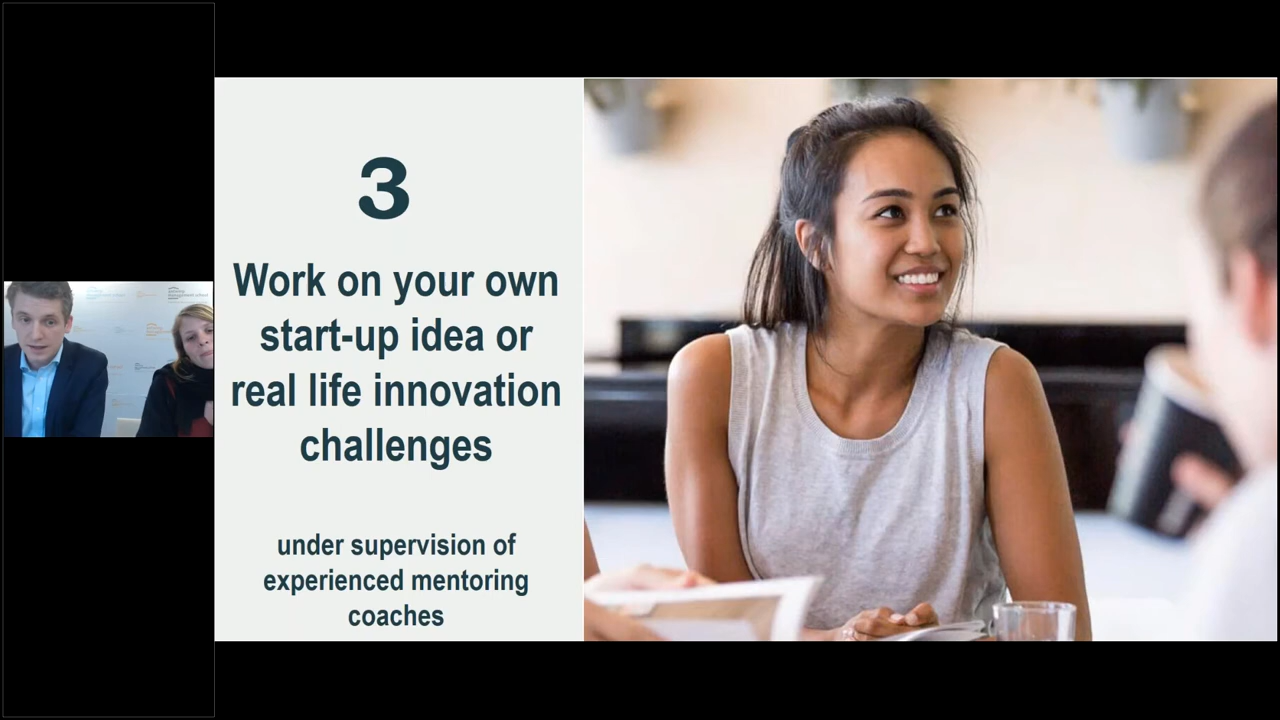 3
Work on your own
start-up idea or
real life innovation
challenges
under supervision of
experienced mentoring
coaches